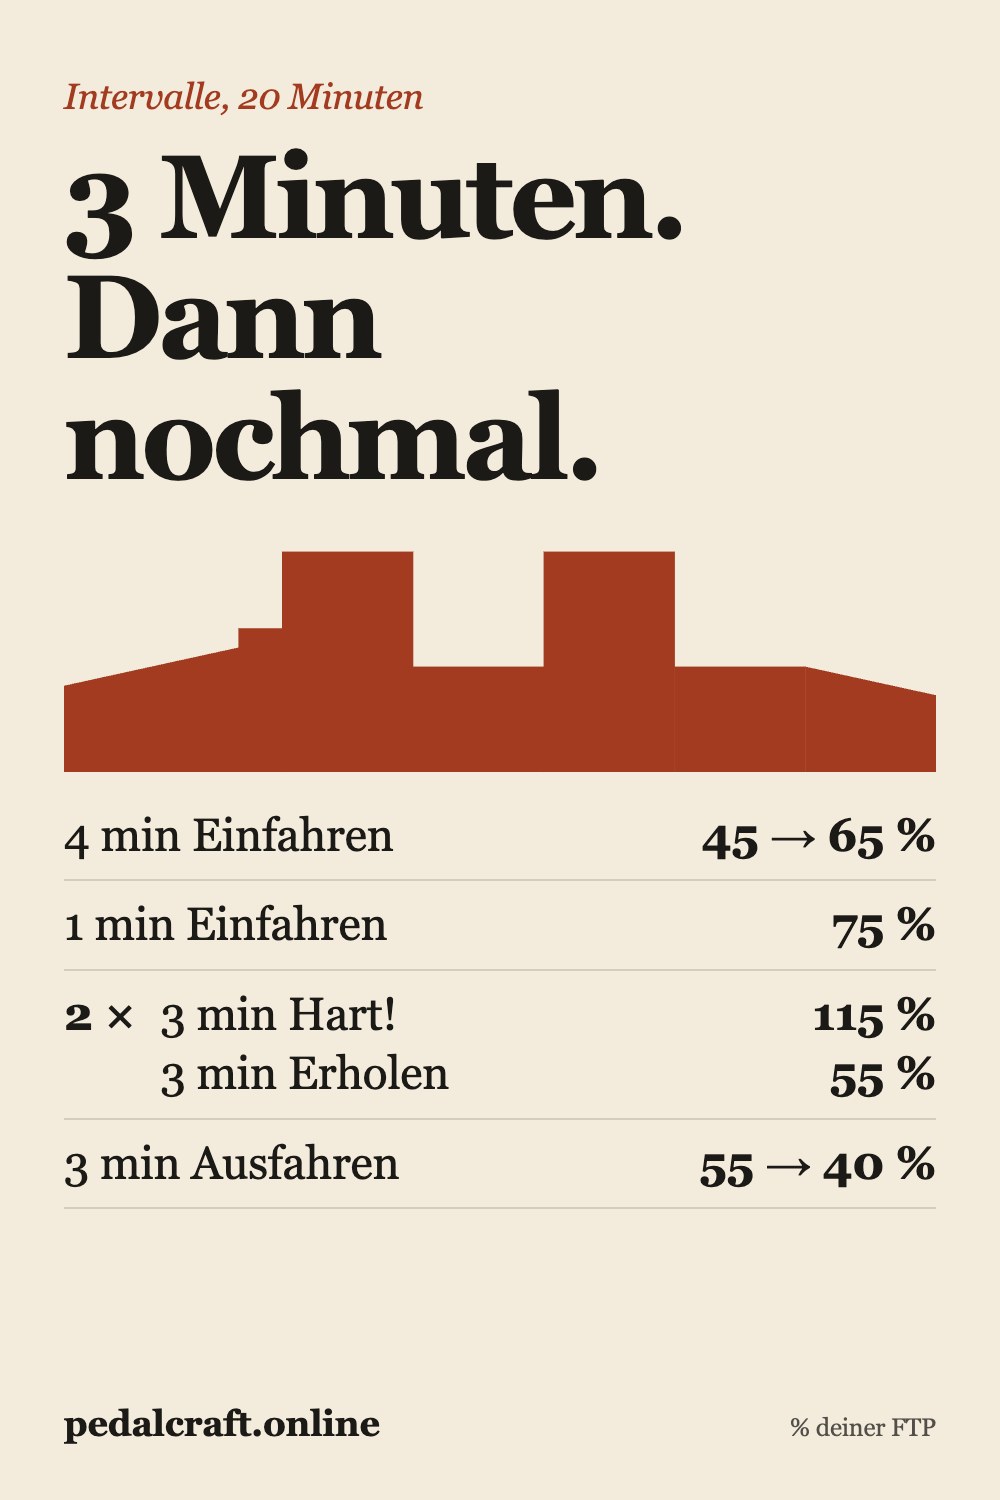 Intervalle, 20 Minuten
3 Minuten.
Dann
nochmal.
4 min Einfahren 45 → 65 %
1 min Einfahren 75 %
2 × 3 min Hart! 115 %
3 min Erholen 55 %
3 min Ausfahren 55 → 40 %
pedalcraft.online % deiner FTP